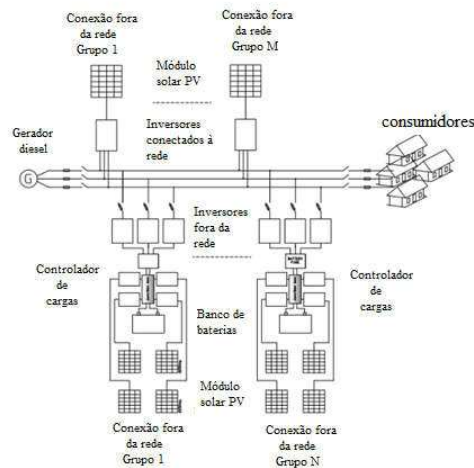 Conexão fora
da rede
Grupo 1
Conexão fora
da rede
Grupo M
Módulo
solar PV
Gerador
diesel
Inversores
conectados à
rede
consumidores
G
Inversores
fora da
rede
Controlador
de
cargas
Controlador
de
cargas
Banco de
baterias
Módulo
solar PV
Conexão fora
da rede
Grupo 1
Conexão fora
da rede
Grupo N